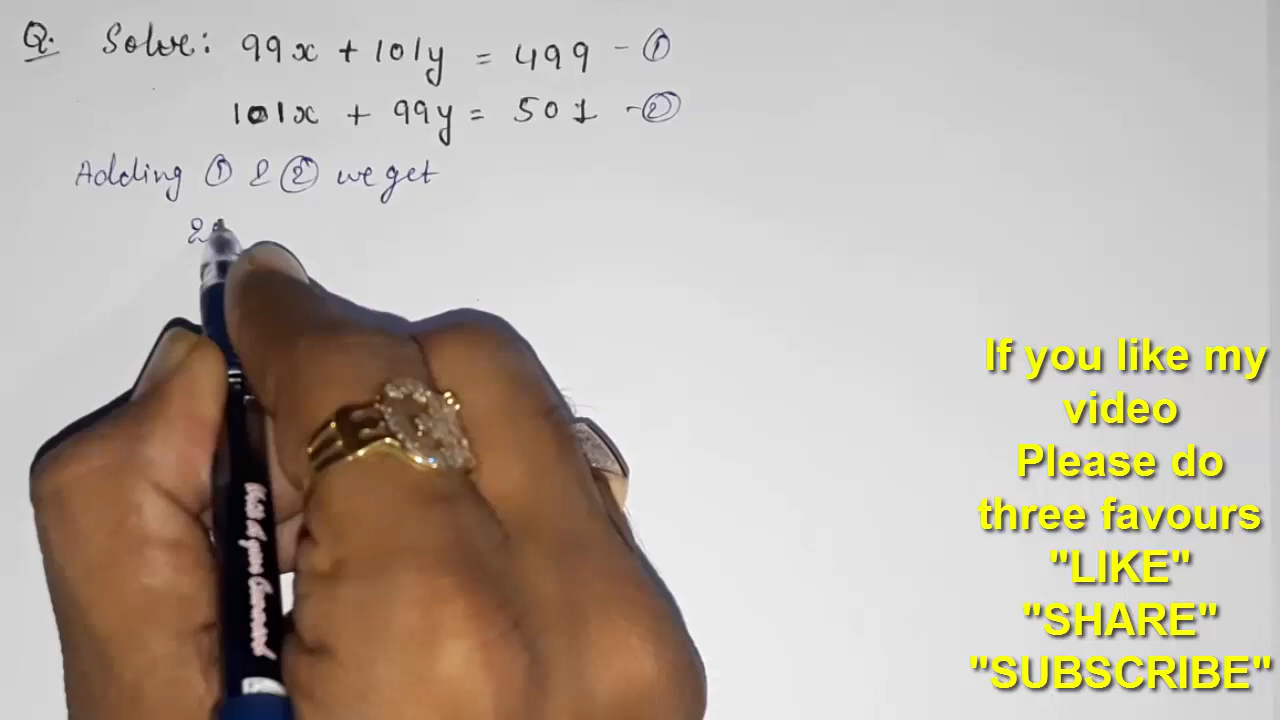 Q. Solve: 99x + 101y = 499 - ①
101x + 99y = 501 - ②
Adding ① & ② we get
2
If you like my
video
Please do
three favours
"LIKE"
"SHARE"
"SUBSCRIBE"